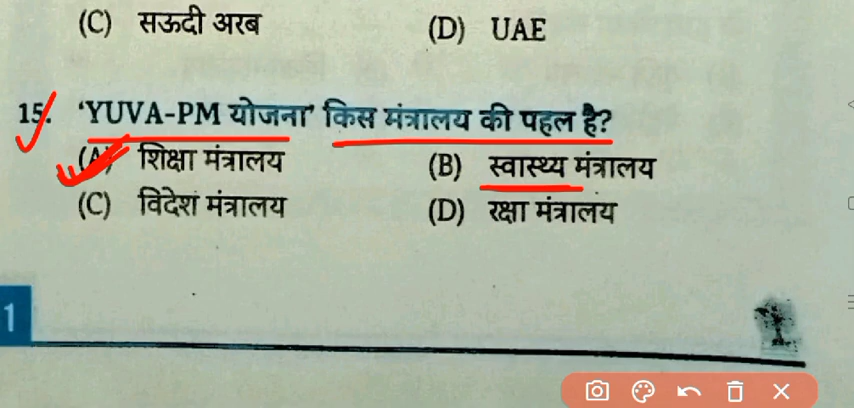 (C) सऊदी अरब (D) UAE
15. 'YUVA-PM योजना' किस मंत्रालय की पहल है?
(A) शिक्षा मंत्रालय (B) स्वास्थ्य मंत्रालय
(C) विदेश मंत्रालय (D) रक्षा मंत्रालय
1